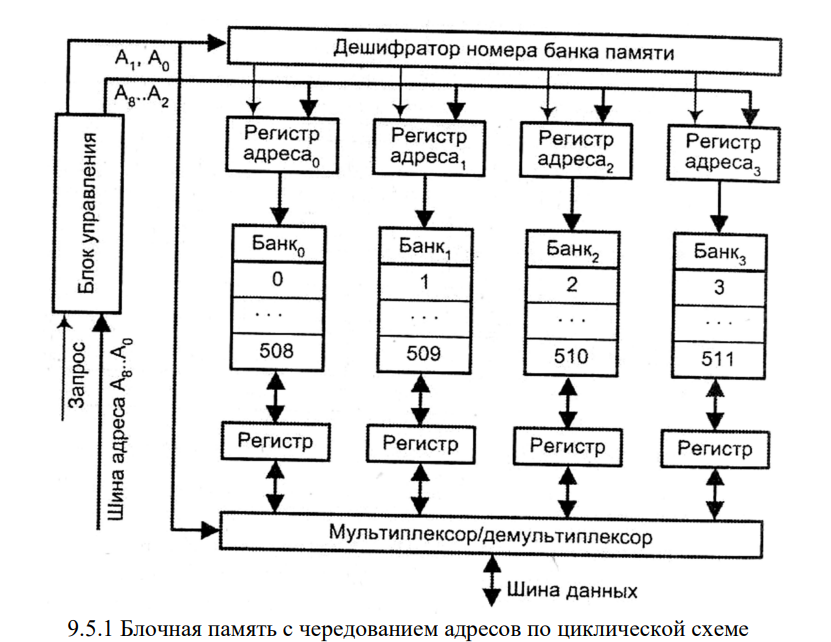 Дешифратор номера банка памяти
A1, A0
A8..A2
Блок управления
Регистр адреса0
Регистр адреса1
Регистр адреса2
Регистр адреса3
Банк0
0
...
508
Банк1
1
...
509
Банк2
2
...
510
Банк3
3
...
511
Запрос
Шина адреса A8..A0
Регистр
Регистр
Регистр
Регистр
Мультиплексор/демультиплексор
Шина данных
9.5.1 Блочная память с чередованием адресов по циклической схеме